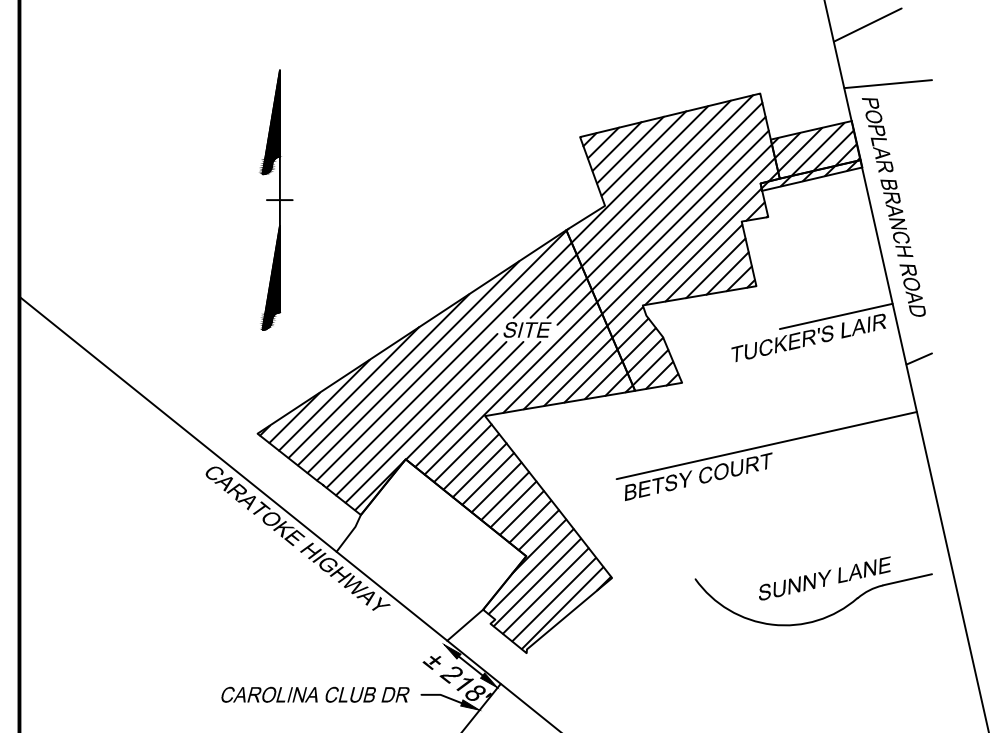 POPLAR BRANCH ROAD
SITE
TUCKER'S LAIR
BETSY COURT
CARATOKE HIGHWAY
SUNNY LANE
± 218'
CAROLINA CLUB DR